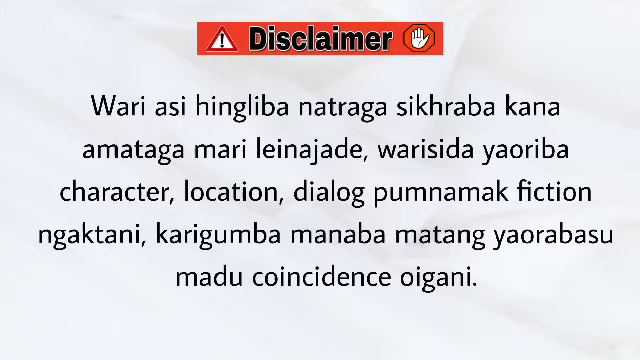 Disclaimer
Wari asi hingliba natraga sikhraba kana
amataga mari leinajade, warisida yaoriba
character, location, dialog pumnamak fiction
ngaktani, karigumba manaba matang yaorabasu
madu coincidence oigani.